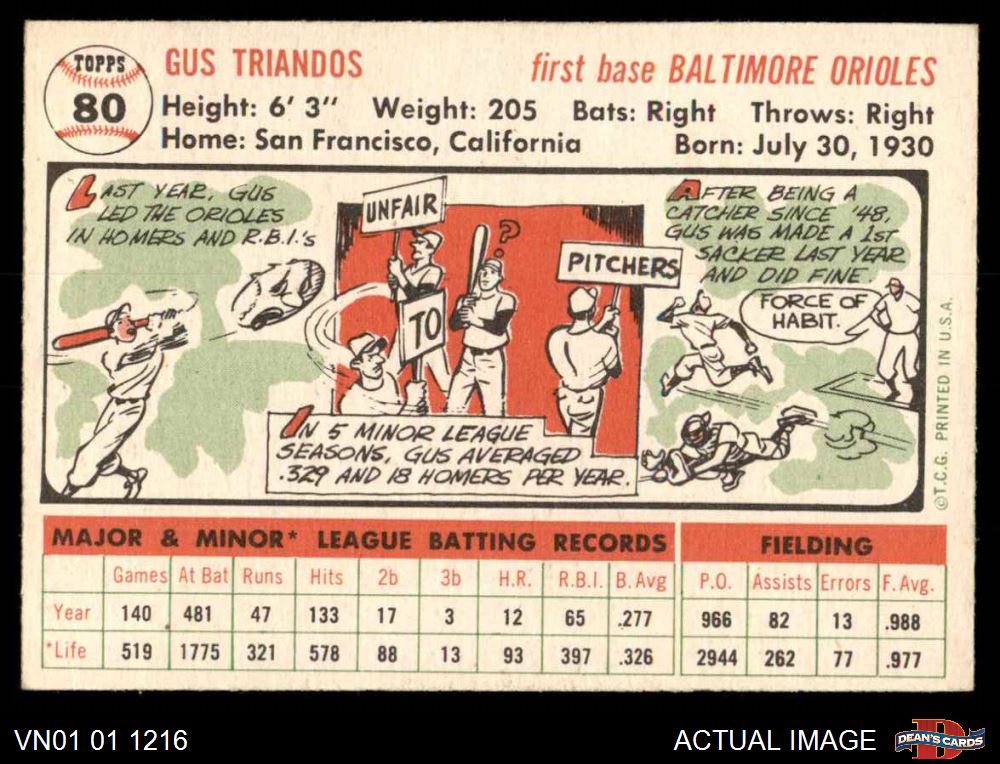 TOPPS
80
GUS TRIANDOS
first base BALTIMORE ORIOLES
Height: 6' 3" Weight: 205 Bats: Right Throws: Right
Home: San Francisco, California Born: July 30, 1930
LAST YEAR, GUS
LED THE ORIOLES
IN HOMERS AND R.B.I.'s
UNFAIR
TO
?
PITCHERS
IN 5 MINOR LEAGUE
SEASONS, GUS AVERAGED
.329 AND 18 HOMERS PER YEAR.
AFTER BEING A
CATCHER SINCE '48,
GUS WAS MADE A 1ST
SACKER LAST YEAR
AND DID FINE.
FORCE OF
HABIT.
©T.C.G. PRINTED IN U.S.A.
MAJOR & MINOR* LEAGUE BATTING RECORDS FIELDING
Games At Bat Runs Hits 2b 3b H.R. R.B.I. B. Avg P.O. Assists Errors F. Avg.
Year 140 481 47 133 17 3 12 65 .277 966 82 13 .988
*Life 519 1775 321 578 88 13 93 397 .326 2944 262 77 .977
VN01 01 1216
ACTUAL IMAGE
DEAN'S CARDS